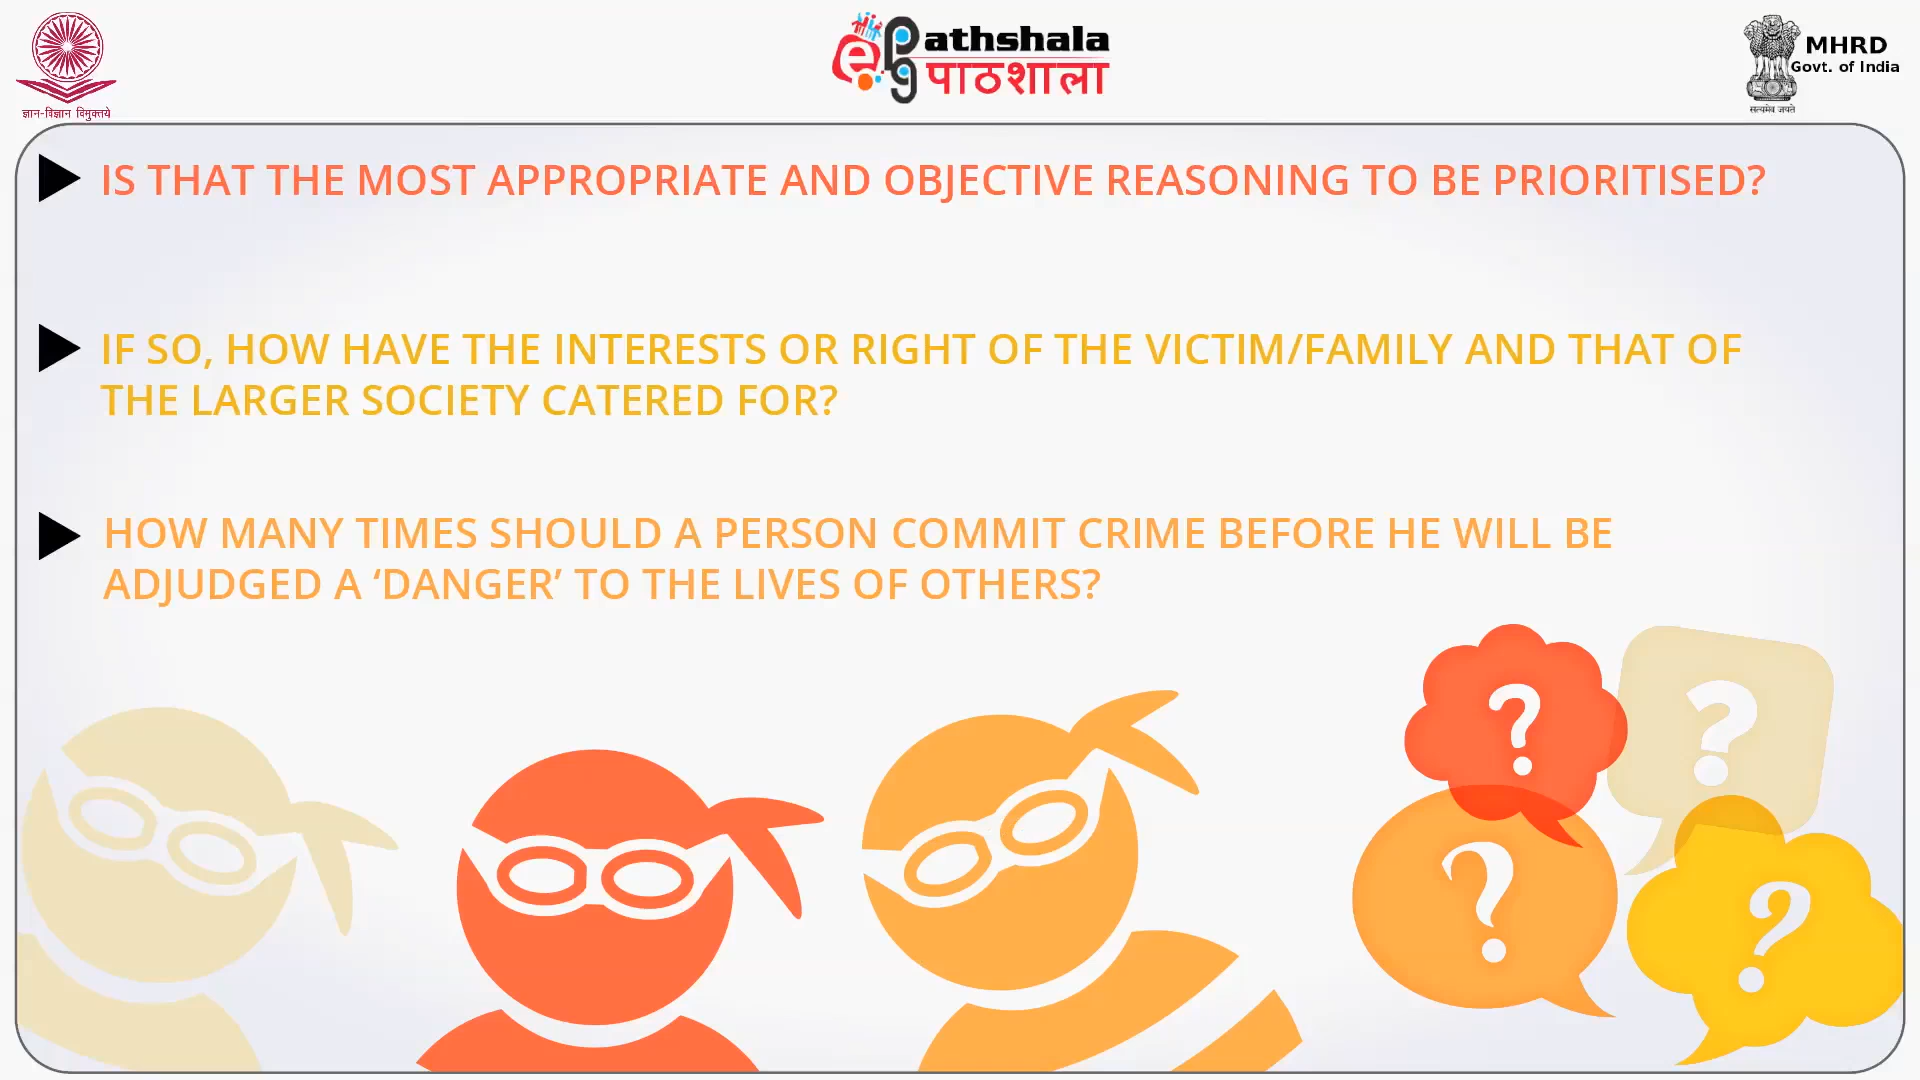 ज्ञान-विज्ञान विमुक्तये
ePG athshala
पाठशाला
MHRD
Govt. of India
सत्यमेव जयते
IS THAT THE MOST APPROPRIATE AND OBJECTIVE REASONING TO BE PRIORITISED?
IF SO, HOW HAVE THE INTERESTS OR RIGHT OF THE VICTIM/FAMILY AND THAT OF
THE LARGER SOCIETY CATERED FOR?
HOW MANY TIMES SHOULD A PERSON COMMIT CRIME BEFORE HE WILL BE
ADJUDGED A ‘DANGER’ TO THE LIVES OF OTHERS?
?
?
?
?